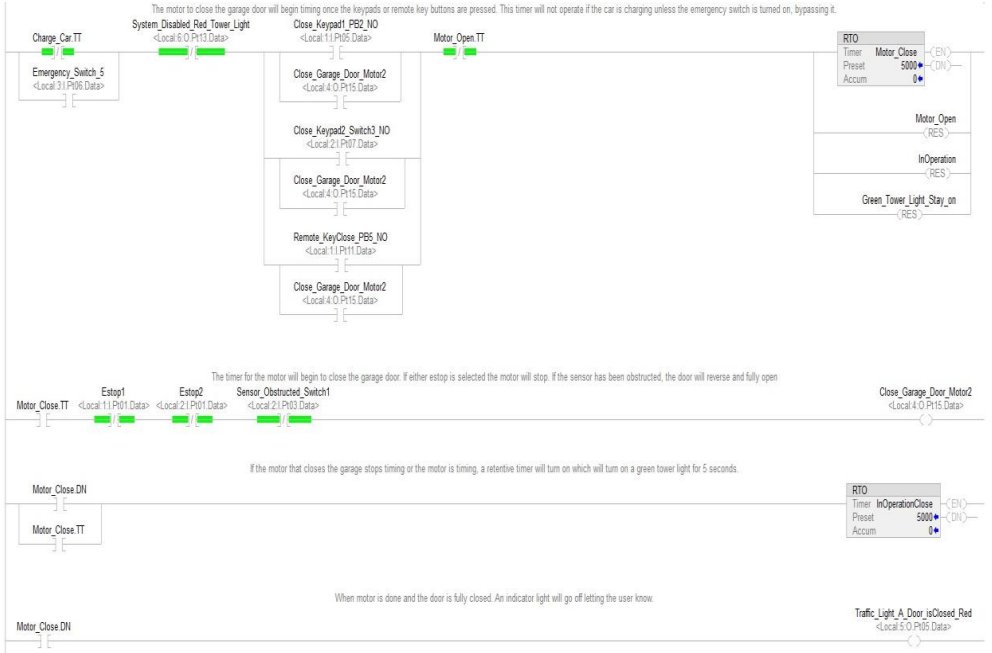 The motor to close the garage door will begin timing once the keypads or remote key buttons are pressed. This timer will not operate if the car is charging unless the emergency switch is turned on, bypassing it.
Charge_Car.TT
System_Disabled_Red_Tower_Light
<Local:6:O.Pt13.Data>
Close_Keypad1_PB2_NO
<Local:1:I.Pt05.Data>
Motor_Open.TT
RTO
Timer Motor_Close
Preset 5000
Accum 0
(EN)
(DN)
Emergency_Switch_5
<Local:3:I.Pt06.Data>
Close_Garage_Door_Motor2
<Local:4:O.Pt15.Data>
Motor_Open
(RES)
Close_Keypad2_Switch3_NO
<Local:2:I.Pt07.Data>
InOperation
(RES)
Close_Garage_Door_Motor2
<Local:4:O.Pt15.Data>
Green_Tower_Light_Stay_on
(RES)
Remote_KeyClose_PB5_NO
<Local:1:I.Pt11.Data>
Close_Garage_Door_Motor2
<Local:4:O.Pt15.Data>
The timer for the motor will begin to close the garage door. If either estop is selected the motor will stop. If the sensor has been obstructed, the door will reverse and fully open
Motor_Close.TT
Estop1
<Local:1:I.Pt01.Data>
Estop2
<Local:2:I.Pt01.Data>
Sensor_Obstructed_Switch1
<Local:2:I.Pt03.Data>
Close_Garage_Door_Motor2
<Local:4:O.Pt15.Data>
If the motor that closes the garage stops timing or the motor is timing, a retentive timer will turn on which will turn on a green tower light for 5 seconds.
Motor_Close.DN
Motor_Close.TT
RTO
Timer InOperationClose
Preset 5000
Accum 0
(EN)
(DN)
When motor is done and the door is fully closed. An indicator light will go off letting the user know.
Motor_Close.DN
Traffic_Light_A_Door_isClosed_Red
<Local:5:O.Pt05.Data>